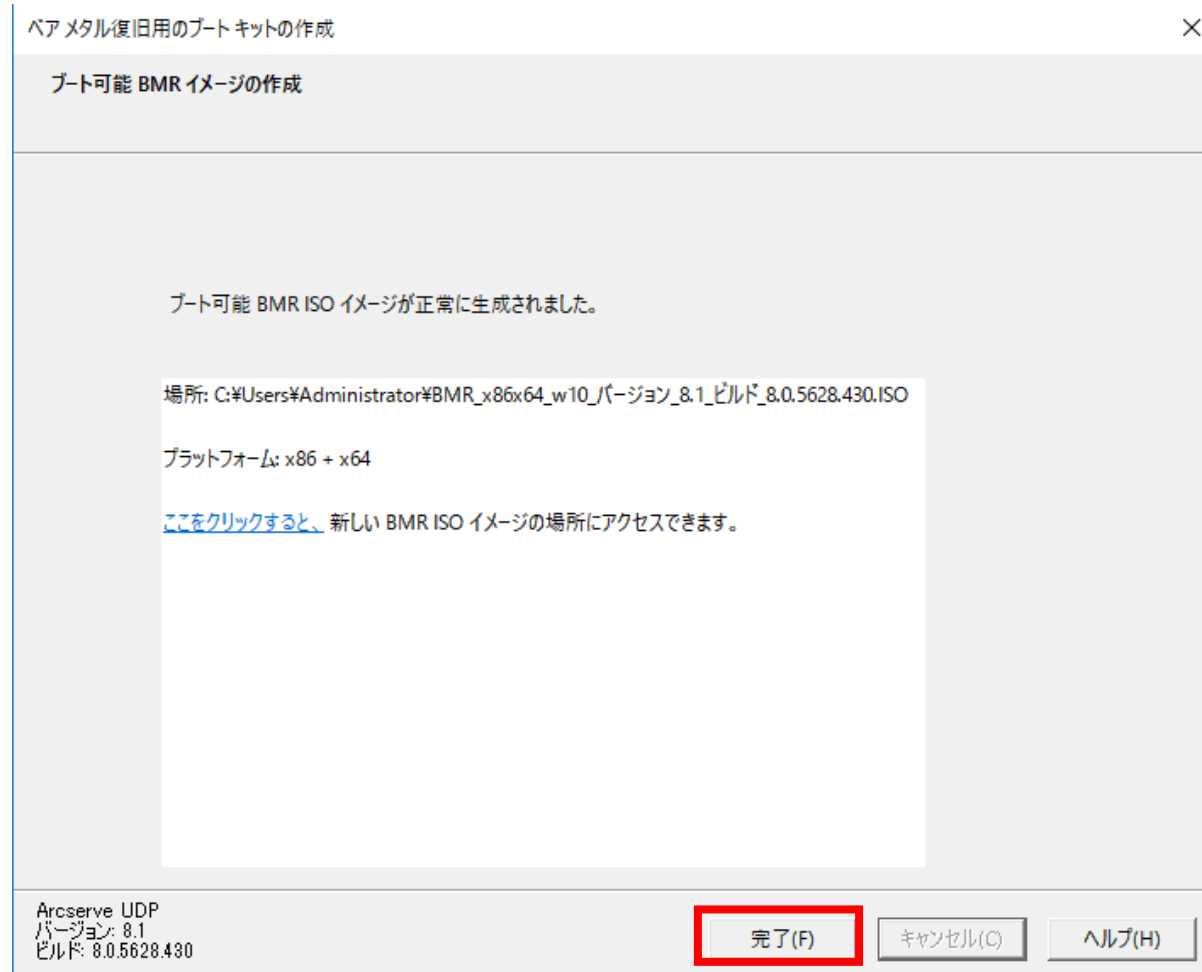 ベア メタル復旧用のブート キットの作成
ブート可能 BMR イメージの作成
ブート可能 BMR ISO イメージが正常に生成されました。
場所: C:¥Users¥Administrator¥BMR_x86x64_w10_バージョン_8.1_ビルド_8.0.5628.430.ISO
プラットフォーム: x86 + x64
ここをクリックすると、 新しい BMR ISO イメージの場所にアクセスできます。
Arcserve UDP
バージョン: 8.1
ビルド: 8.0.5628.430
完了(F) キャンセル(C) ヘルプ(H)